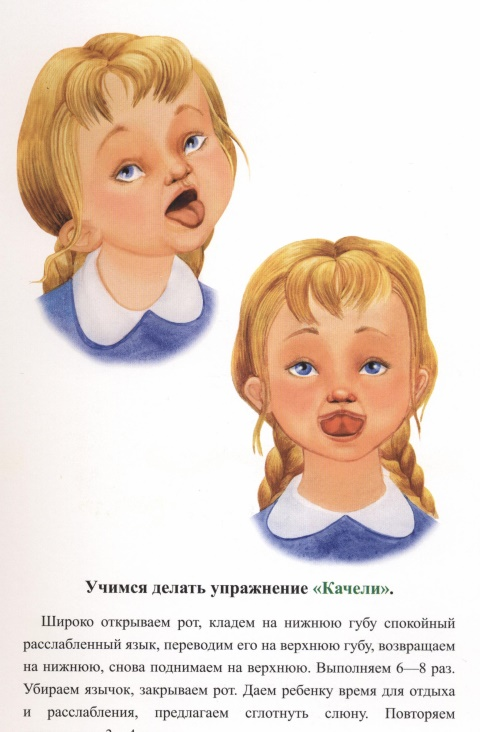 Учимся делать упражнение «Качели».
Широко открываем рот, кладем на нижнюю губу спокойный
расслабленный язык, переводим его на верхнюю губу, возвращаем
на нижнюю, снова поднимаем на верхнюю. Выполняем 6—8 раз.
Убираем язычок, закрываем рот. Даем ребенку время для отдыха
и расслабления, предлагаем сглотнуть слюну. Повторяем